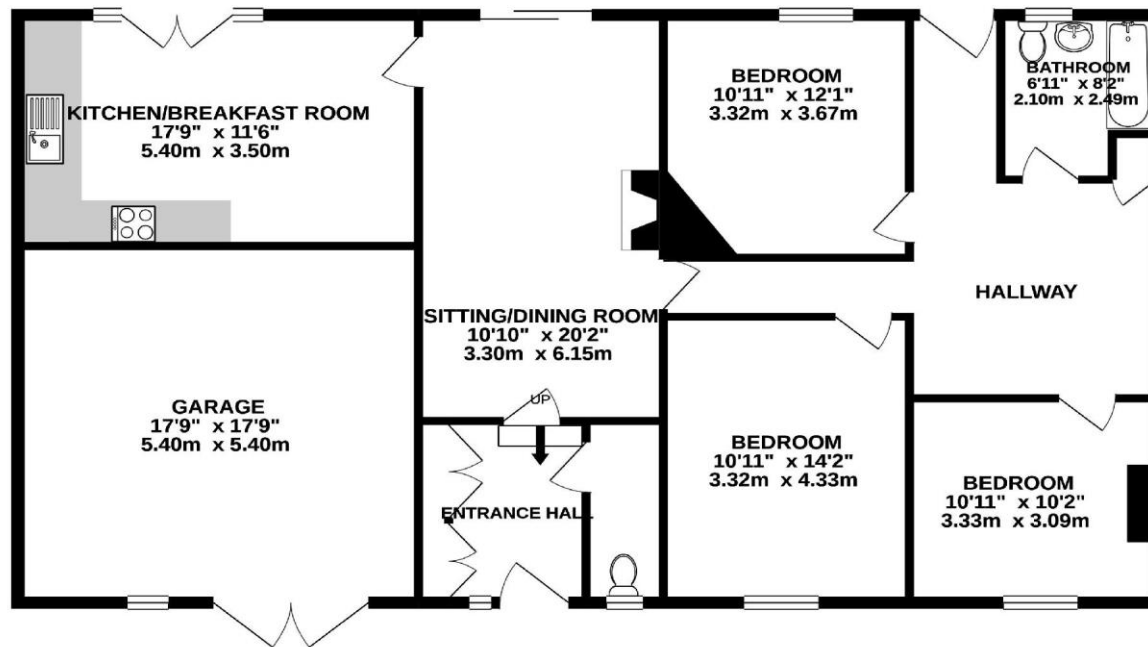 KITCHEN/BREAKFAST ROOM
17'9" x 11'6"
5.40m x 3.50m
BEDROOM
10'11" x 12'1"
3.32m x 3.67m
BATHROOM
6'11" x 8'2"
2.10m x 2.49m
HALLWAY
SITTING/DINING ROOM
10'10" x 20'2"
3.30m x 6.15m
UP
GARAGE
17'9" x 17'9"
5.40m x 5.40m
BEDROOM
10'11" x 14'2"
3.32m x 4.33m
BEDROOM
10'11" x 10'2"
3.33m x 3.09m
ENTRANCE HALL